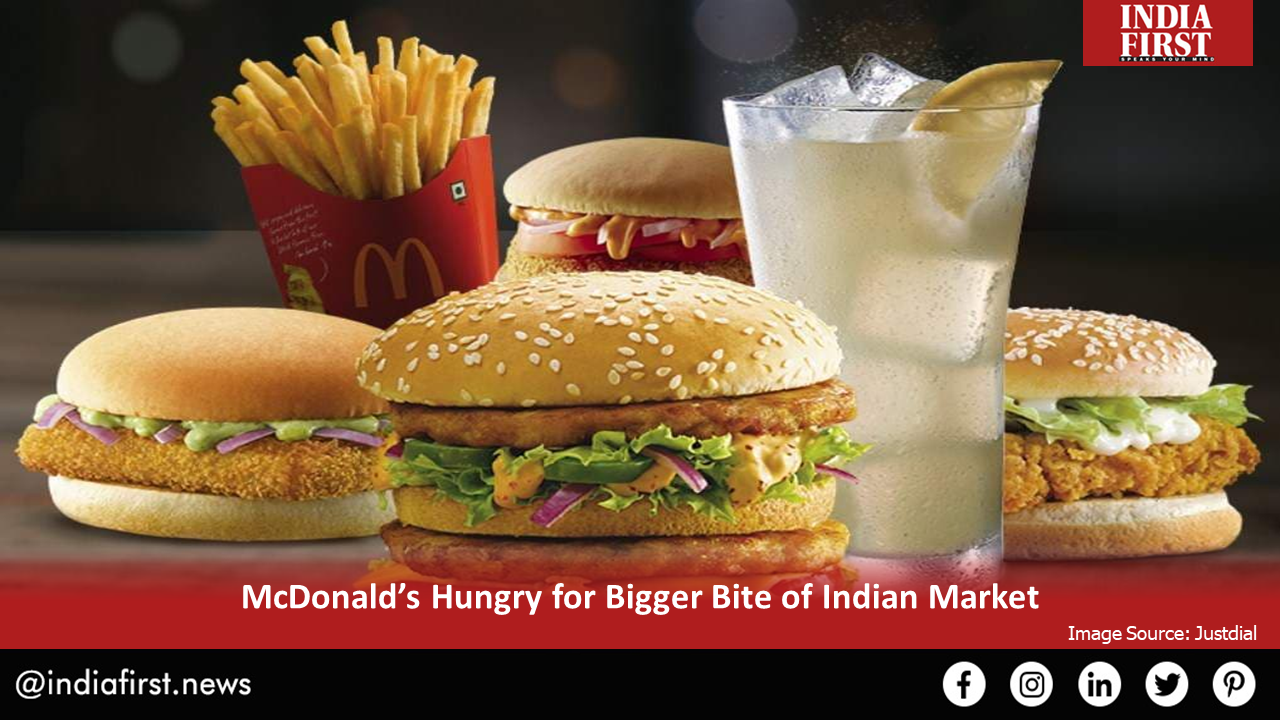 INDIA
FIRST
SPEAKS YOUR MIND
McDonald’s Hungry for Bigger Bite of Indian Market
Image Source: Justdial
@indiafirst.news